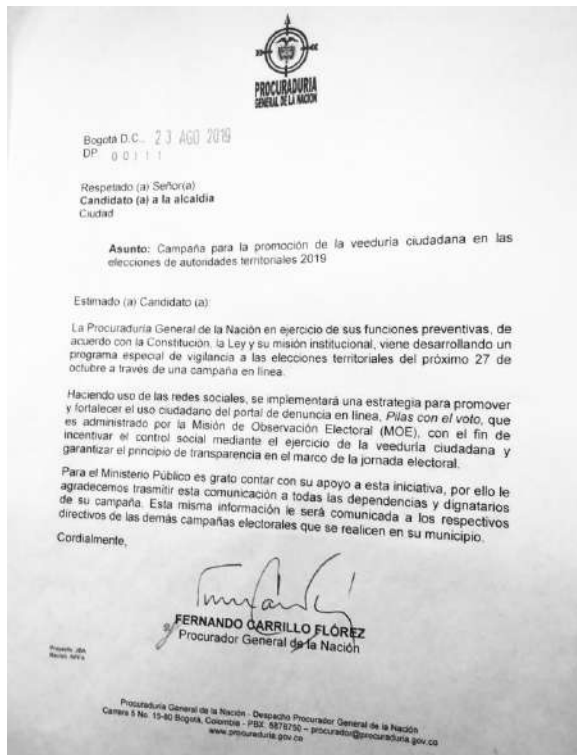 PROCURADURIA
GENERAL DE LA NACION
Bogotá D.C., 23 AGO 2019
DP 00111
Respetado (a) Señor(a)
Candidato (a) a la alcaldía
Ciudad
Asunto: Campaña para la promoción de la veeduría ciudadana en las
elecciones de autoridades territoriales 2019
Estimado (a) Candidato (a):
La Procuraduría General de la Nación en ejercicio de sus funciones preventivas, de
acuerdo con la Constitución, la Ley y su misión institucional, viene desarrollando un
programa especial de vigilancia a las elecciones territoriales del próximo 27 de
octubre a través de una campaña en línea.
Haciendo uso de las redes sociales, se implementará una estrategia para promover
y fortalecer el uso ciudadano del portal de denuncia en línea, Pilas con el voto, que
es administrado por la Misión de Observación Electoral (MOE), con el fin de
incentivar el control social mediante el ejercicio de la veeduría ciudadana y
garantizar el principio de transparencia en el marco de la jornada electoral.
Para el Ministerio Público es grato contar con su apoyo a esta iniciativa, por ello le
agradecemos trasmitir esta comunicación a todas las dependencias y dignatarios
de su campaña. Esta misma información le será comunicada a los respectivos
directivos de las demás campañas electorales que se realicen en su municipio.
Cordialmente,
FERNANDO CARRILLO FLÓREZ
Procurador General de la Nación
Procuraduría General de la Nación - Despacho Procurador General de la Nación
Carrera 5 No. 15-80 Bogotá, Colombia - PBX: 5878750 – procurador@procuraduria.gov.co
www.procuraduria.gov.co